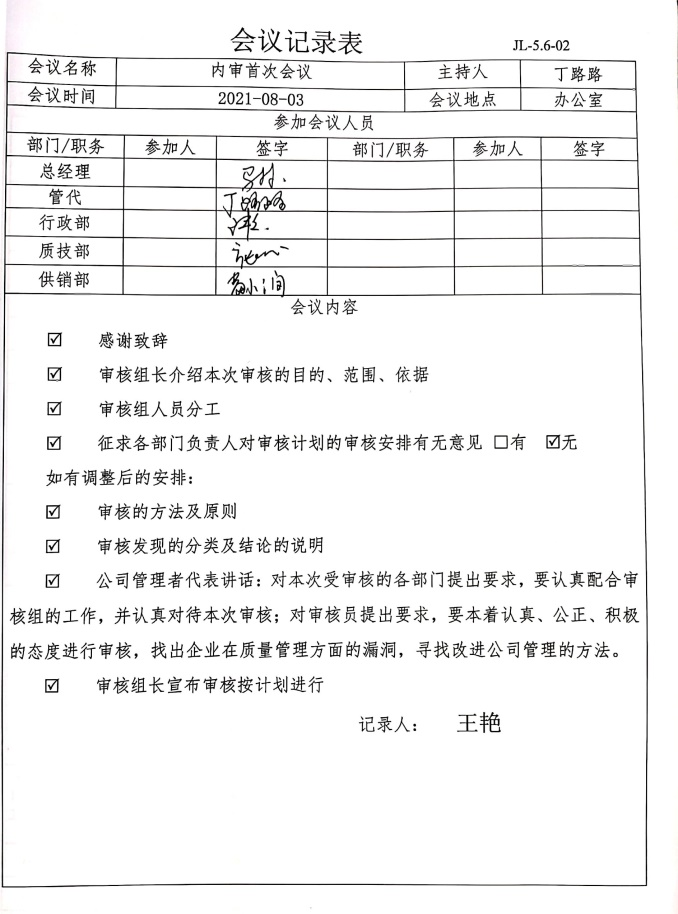 会议记录表 JL-5.6-02
会议名称 内审首次会议 主持人 丁路路
会议时间 2021-08-03 会议地点 办公室
参加会议人员
部门/职务 参加人 签字 部门/职务 参加人 签字
总经理
管代 丁路路
行政部
质技部
供销部
会议内容
☑ 感谢致辞
☑ 审核组长介绍本次审核的目的、范围、依据
☑ 审核组人员分工
☑ 征求各部门负责人对审核计划的审核安排有无意见 ☐有 ☑无
如有调整后的安排：
☑ 审核的方法及原则
☑ 审核发现的分类及结论的说明
☑ 公司管理者代表讲话：对本次受审核的各部门提出要求，要认真配合审
核组的工作，并认真对待本次审核；对审核员提出要求，要本着认真、公正、积极
的态度进行审核，找出企业在质量管理方面的漏洞，寻找改进公司管理的方法。
☑ 审核组长宣布审核按计划进行
记录人： 王艳